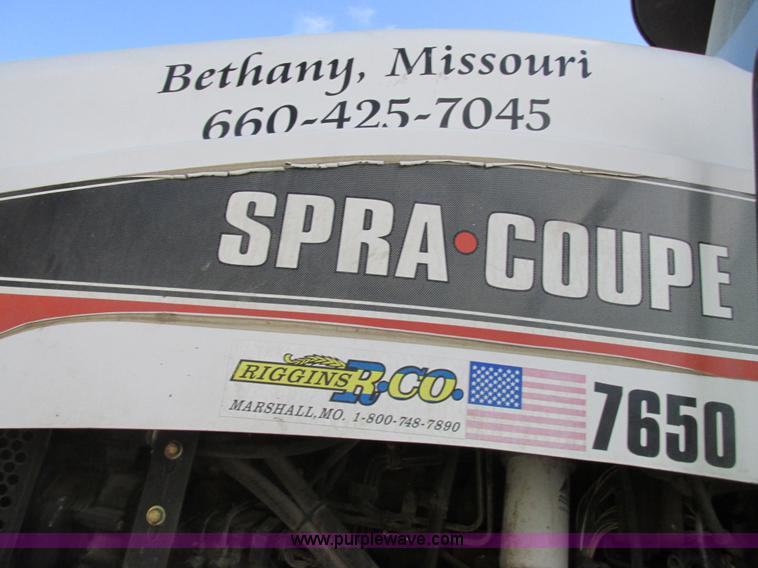 Bethany, Missouri
660-425-7045
SPRA•COUPE
RIGGINS R.CO.
MARSHALL, MO. 1-800-748-7890
7650
www.purplewave.com